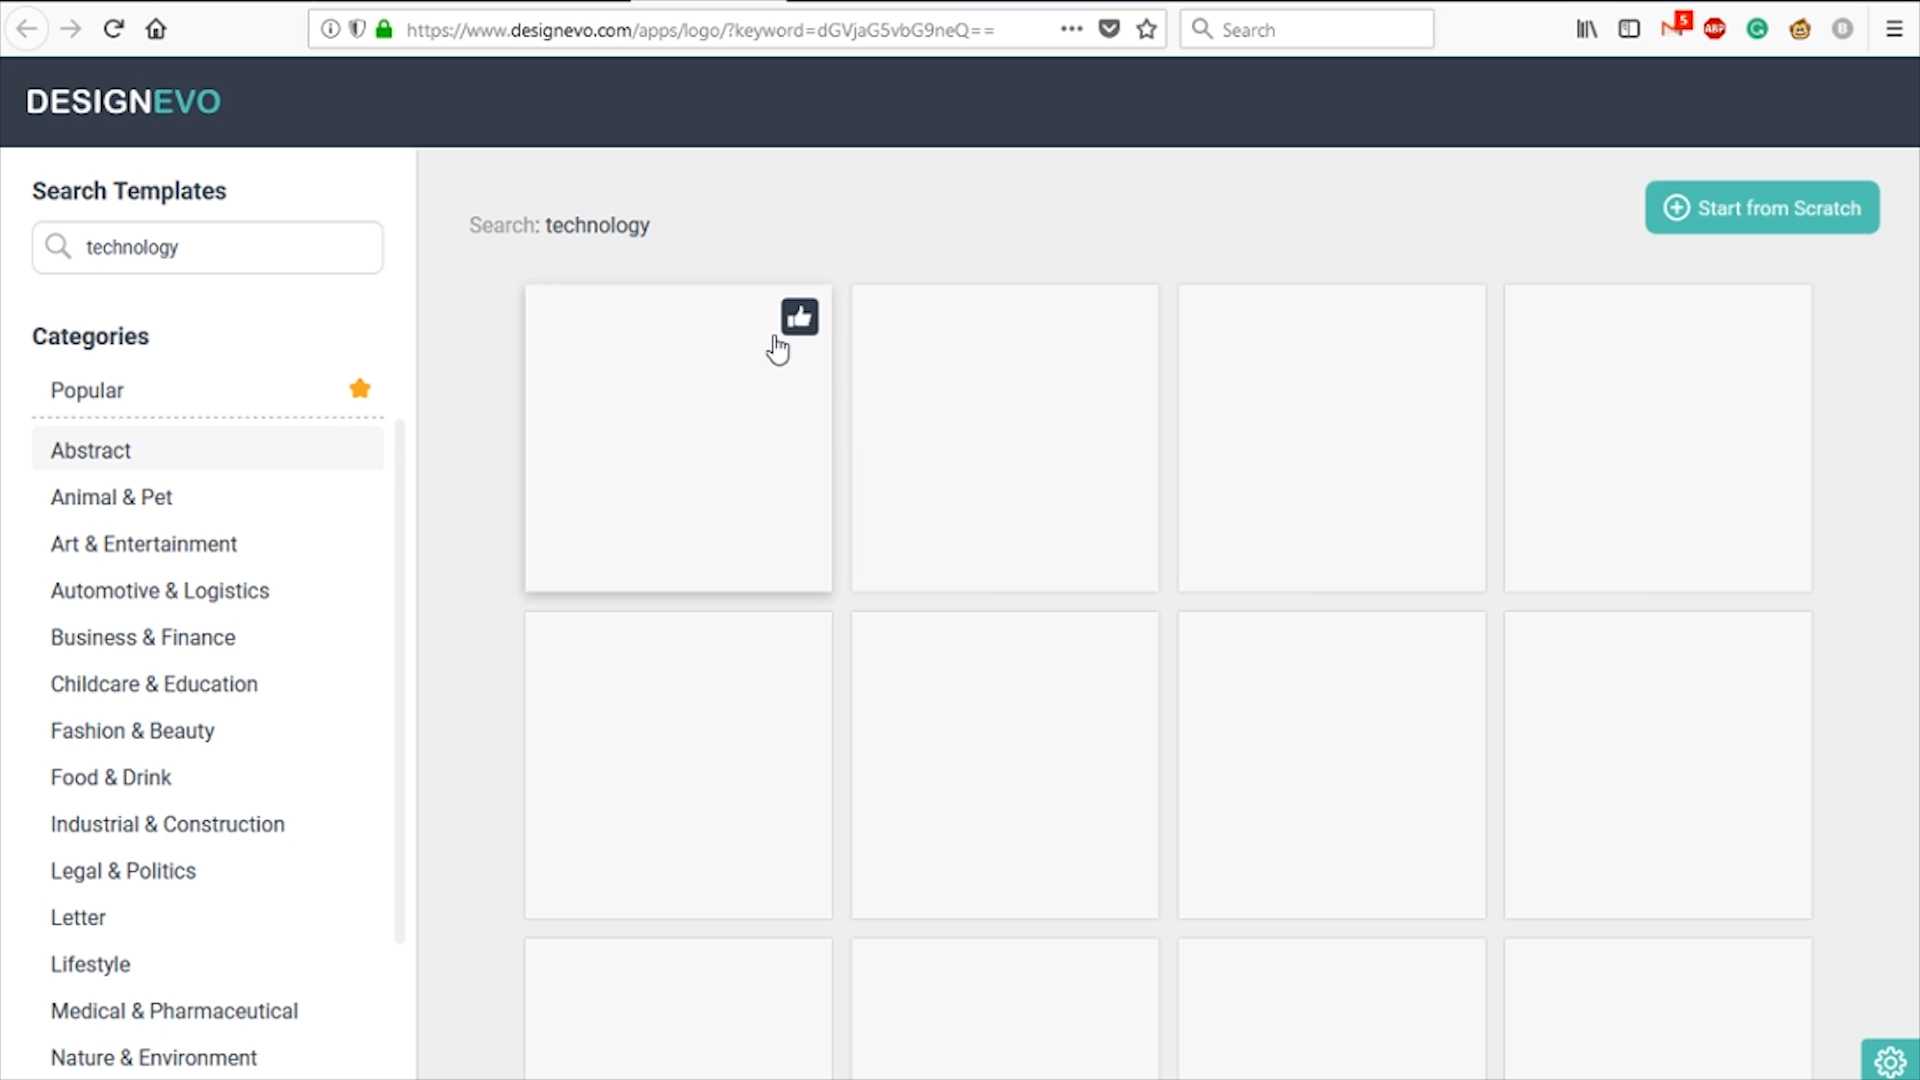 https://www.designevo.com/apps/logo/?keyword=dGVjaG5vbG9neQ==
Search
5
ABP
B
DESIGNEVO
Search Templates
technology
Search: technology
Start from Scratch
Categories
Popular
Abstract
Animal & Pet
Art & Entertainment
Automotive & Logistics
Business & Finance
Childcare & Education
Fashion & Beauty
Food & Drink
Industrial & Construction
Legal & Politics
Letter
Lifestyle
Medical & Pharmaceutical
Nature & Environment